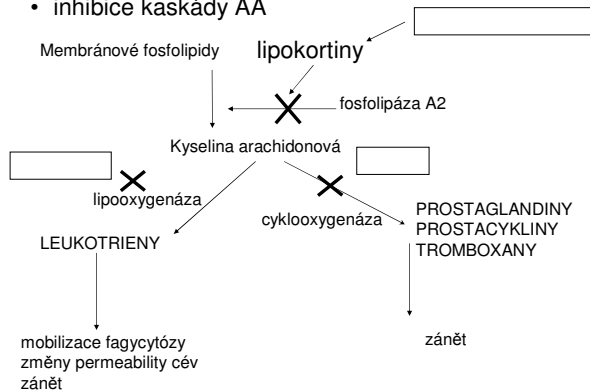 • inhibice kaskády AA
Membránové fosfolipidy
lipokortiny
fosfolipáza A2
Kyselina arachidonová
lipooxygenáza
cyklooxygenáza
PROSTAGLANDINY
PROSTACYKLINY
TROMBOXANY
LEUKOTRIENY
mobilizace fagycytózy
změny permeability cév
zánět
zánět